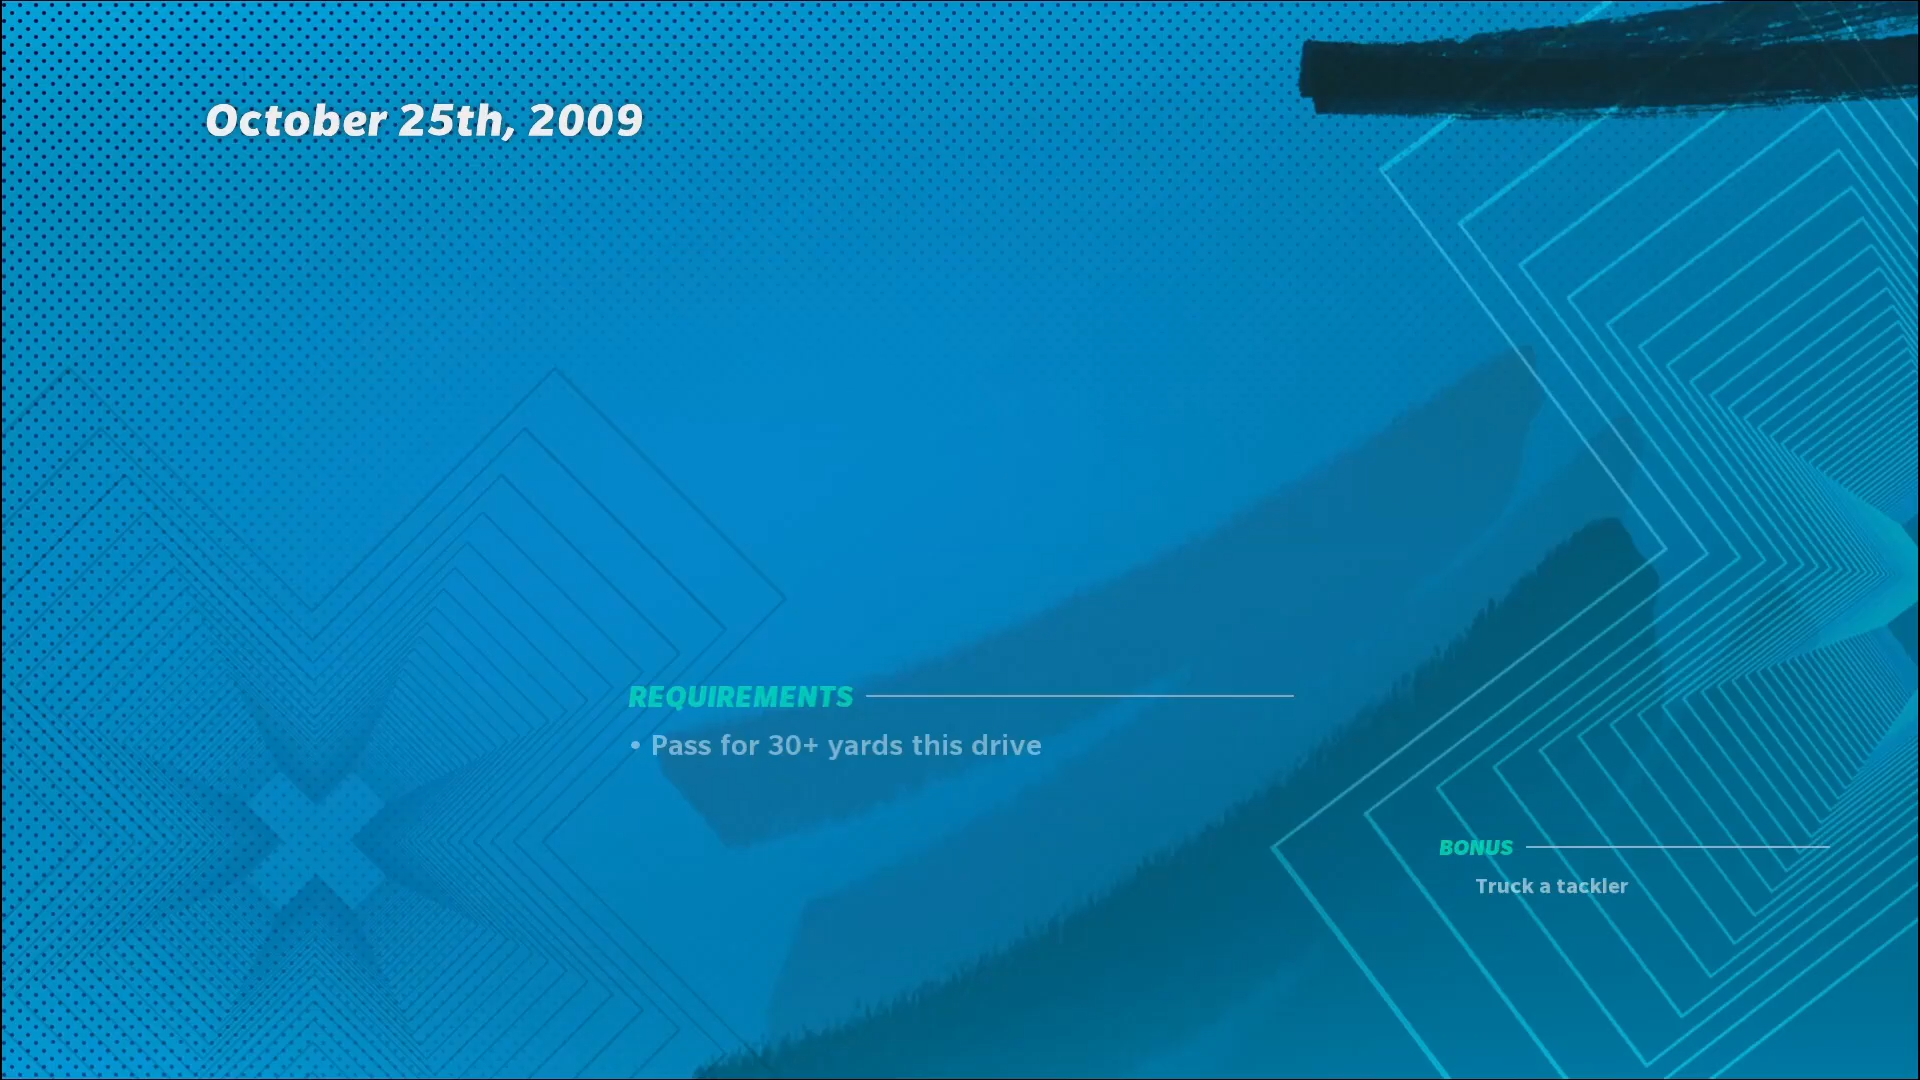 October 25th, 2009
REQUIREMENTS
• Pass for 30+ yards this drive
BONUS
Truck a tackler